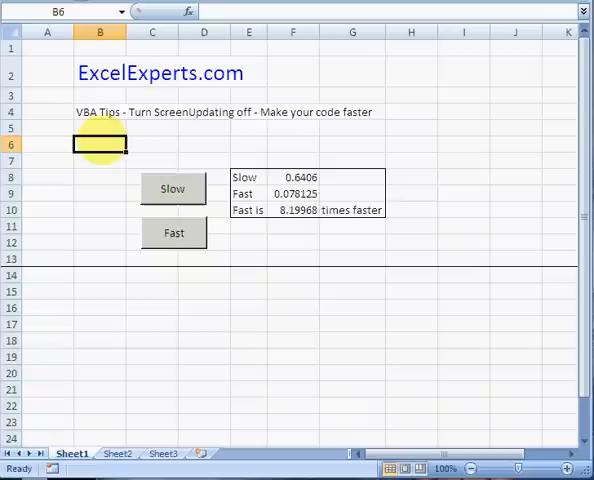 B6 fx
A B C D E F G H I J K
1
2 ExcelExperts.com
3
4 VBA Tips - Turn ScreenUpdating off - Make your code faster
5
6
7
8 Slow 0.6406
Slow
9 Fast 0.078125
10 Fast is 8.19968 times faster
11
Fast
12
13
14
15
16
17
18
19
20
21
22
23
24
Sheet1 Sheet2 Sheet3
Ready 100%